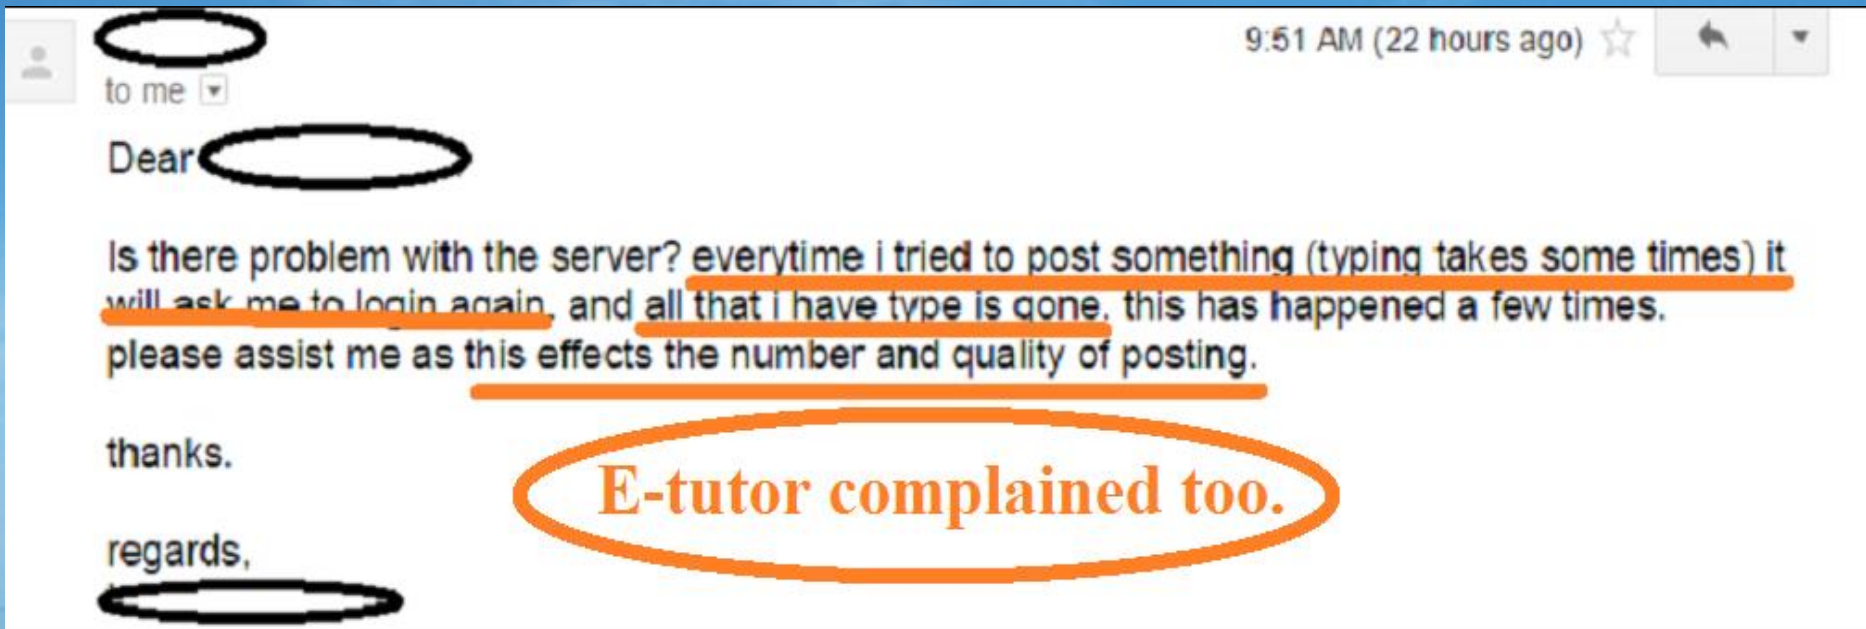 9:51 AM (22 hours ago)
to me
Dear
Is there problem with the server? everytime i tried to post something (typing takes some times) it
will ask me to login again, and all that i have type is gone. this has happened a few times.
please assist me as this effects the number and quality of posting.
thanks.
E-tutor complained too.
regards,